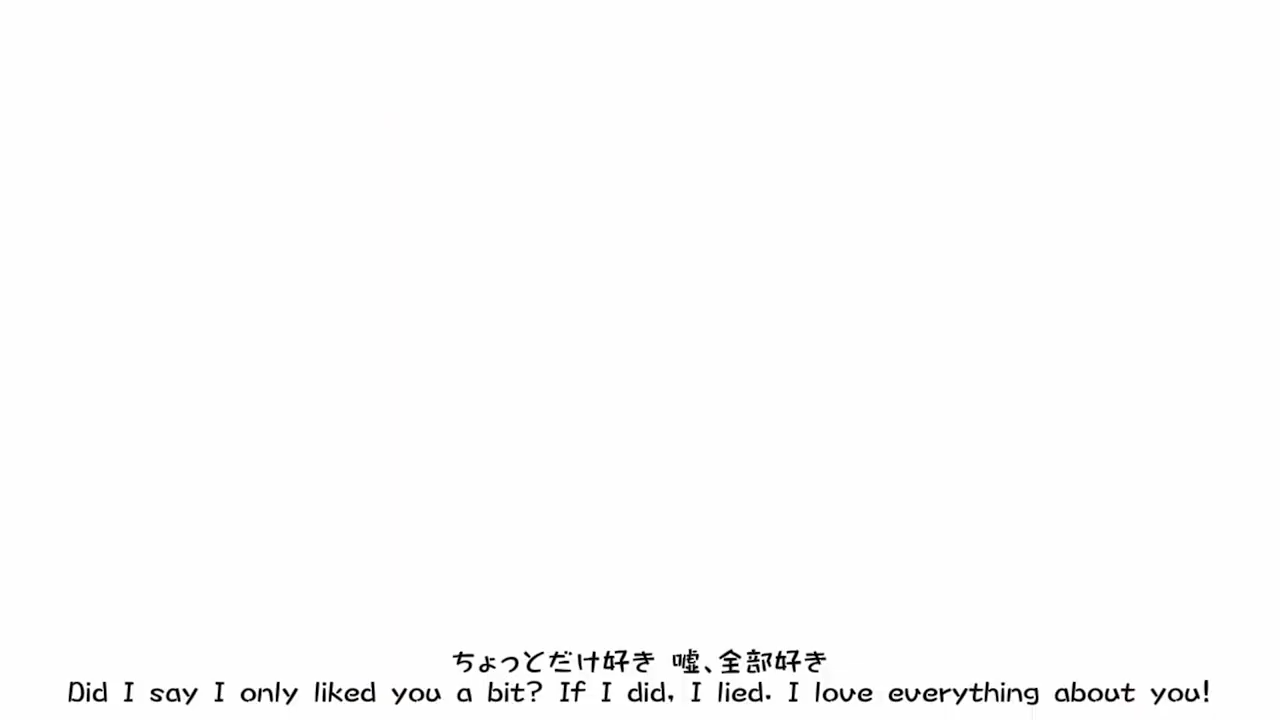 ちょっとだけ好き 嘘、全部好き
Did I say I only liked you a bit? If I did, I lied. I love everything about you!